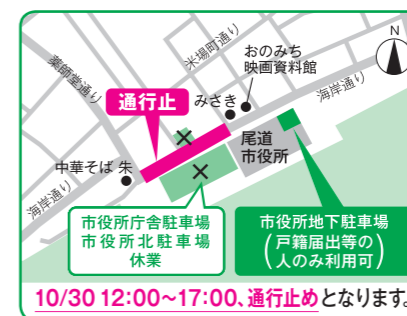 薬師堂通り
米場町通り
おのみち
映画資料館
N
海岸通り
通行止
みさき
尾道
市役所
中華そば 朱
海岸通り
市役所庁舎駐車場
市役所北駐車場
休業
市役所地下駐車場
(戸籍届出等の
人のみ利用可)
10/30 12:00~17:00、通行止めとなります。